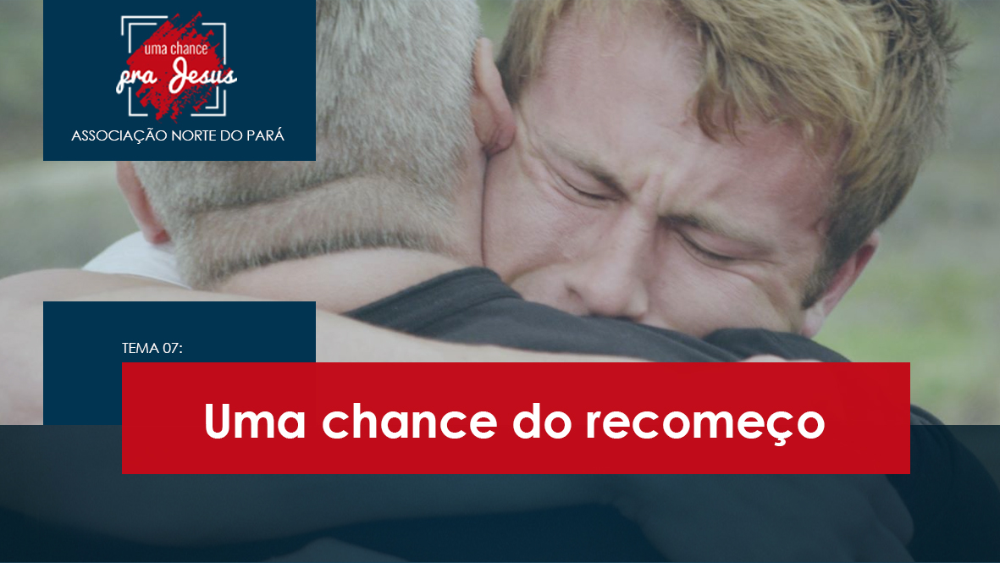 uma chance
pra Jesus
ASSOCIAÇÃO NORTE DO PARÁ
TEMA 07:
Uma chance do recomeço